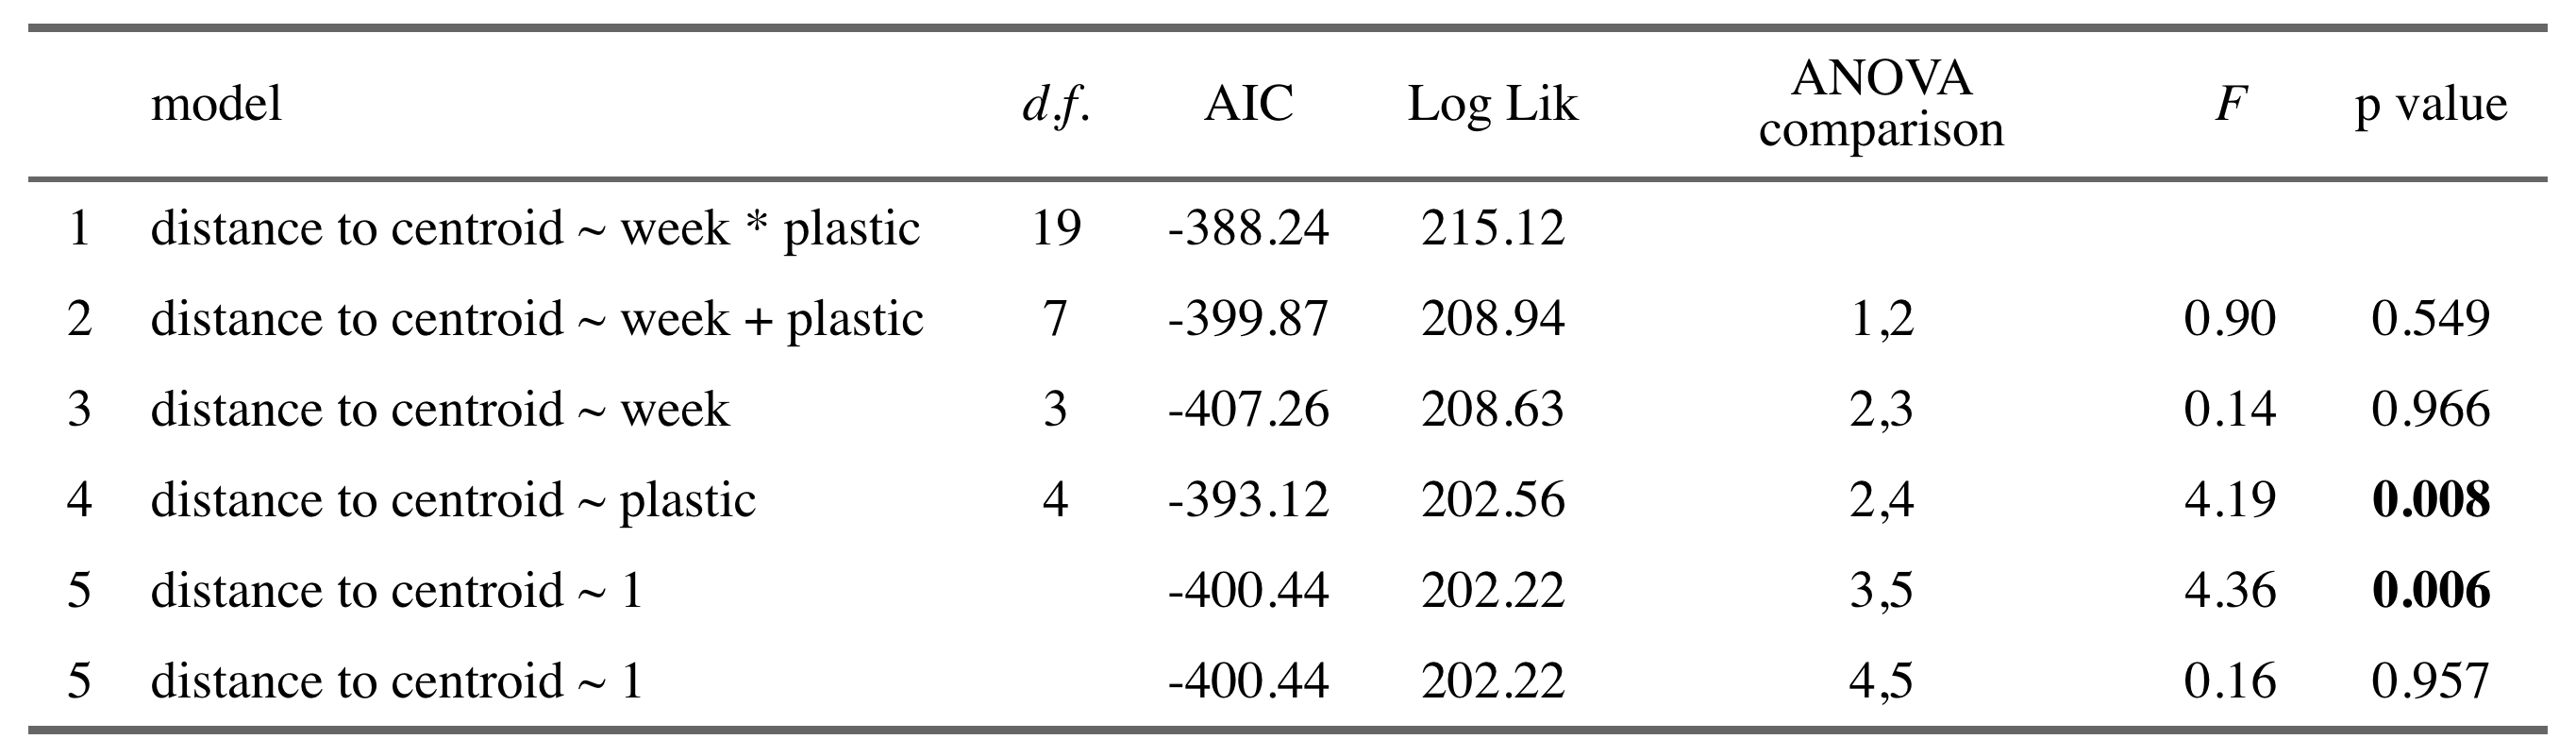 model d.f. AIC Log Lik ANOVA comparison F p value
1 distance to centroid ~ week * plastic 19 -388.24 215.12
2 distance to centroid ~ week + plastic 7 -399.87 208.94 1,2 0.90 0.549
3 distance to centroid ~ week 3 -407.26 208.63 2,3 0.14 0.966
4 distance to centroid ~ plastic 4 -393.12 202.56 2,4 4.19 0.008
5 distance to centroid ~ 1 -400.44 202.22 3,5 4.36 0.006
5 distance to centroid ~ 1 -400.44 202.22 4,5 0.16 0.957